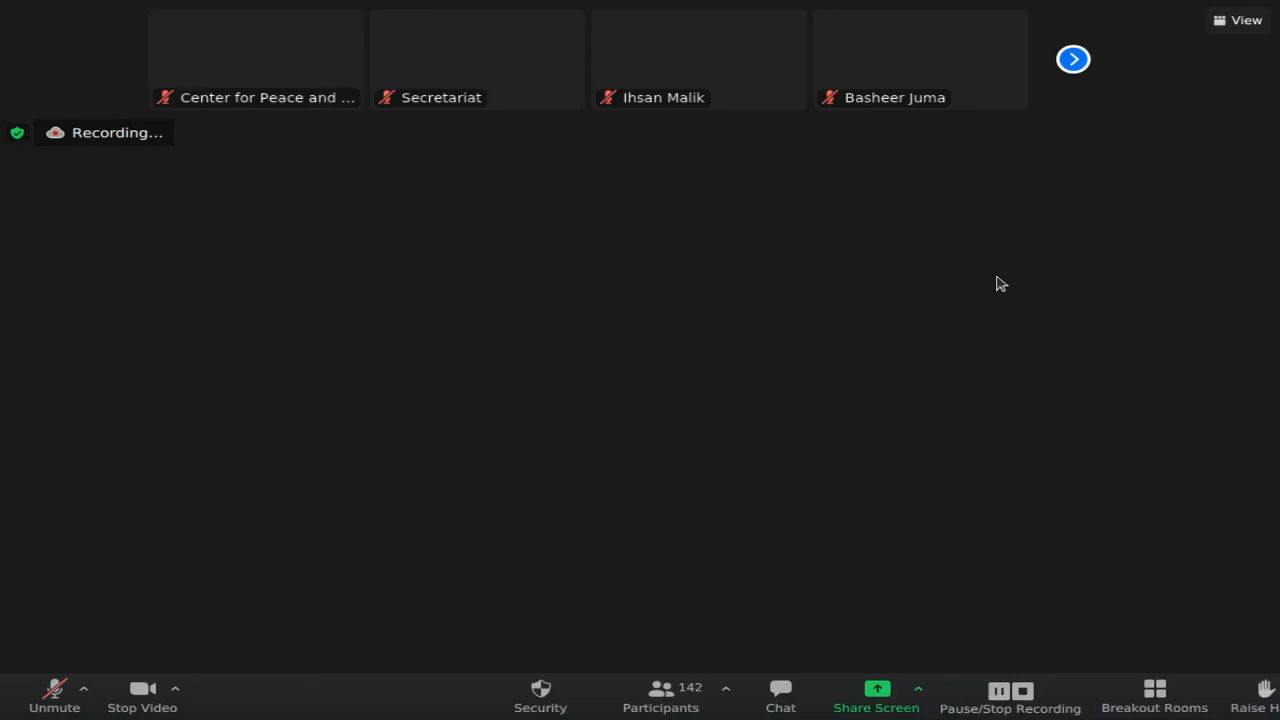 View
Center for Peace and ...
Secretariat
Ihsan Malik
Basheer Juma
Recording...
142
Unmute
Stop Video
Security
Participants
Chat
Share Screen
Pause/Stop Recording
Breakout Rooms
Raise H